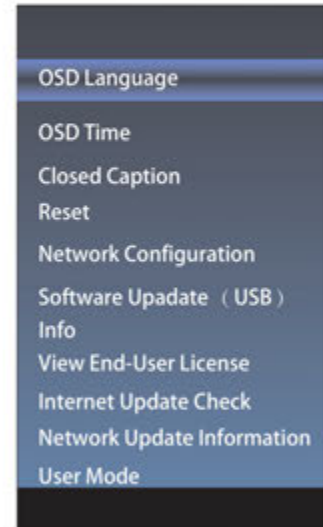 OSD Language
OSD Time
Closed Caption
Reset
Network Configuration
Software Upadate （USB）
Info
View End-User License
Internet Update Check
Network Update Information
User Mode